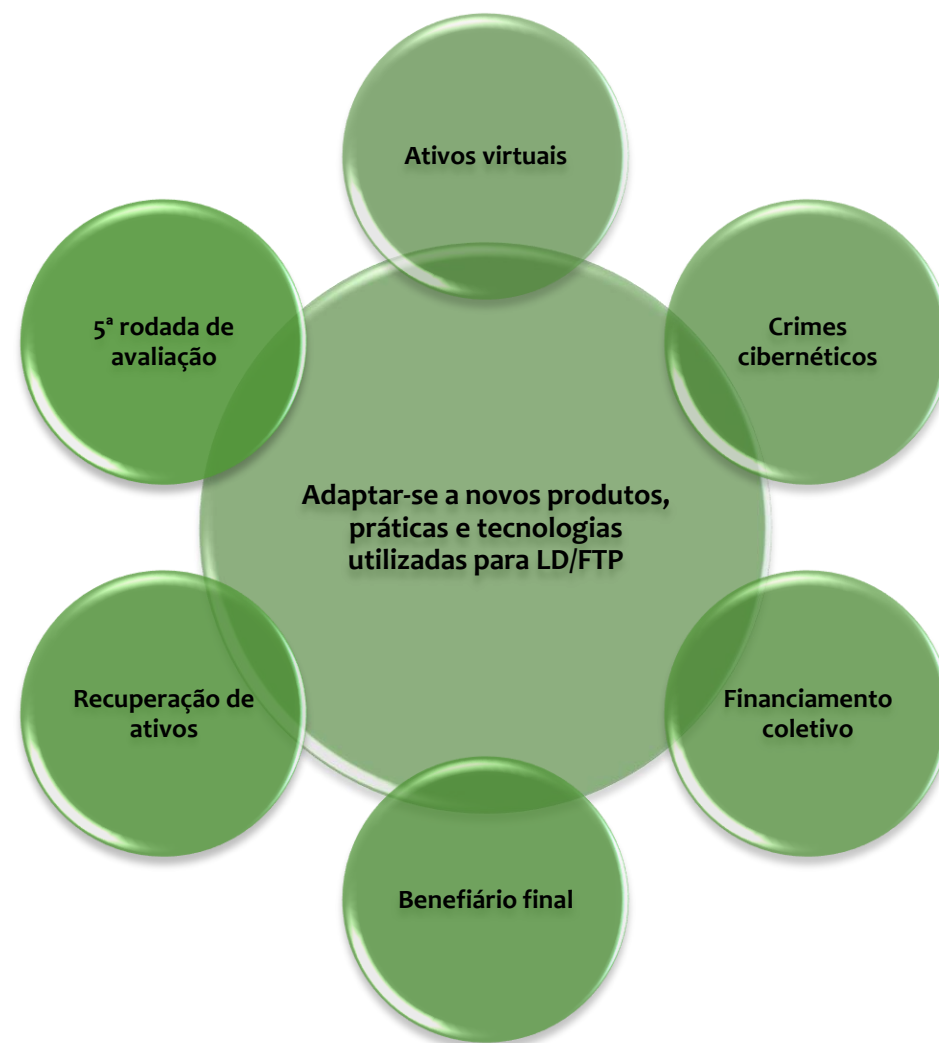 Ativos virtuais
5ª rodada de
avaliação
Crimes
cibernéticos
Adaptar-se a novos produtos,
práticas e tecnologias
utilizadas para LD/FTP
Recuperação de
ativos
Financiamento
coletivo
Benefiário final